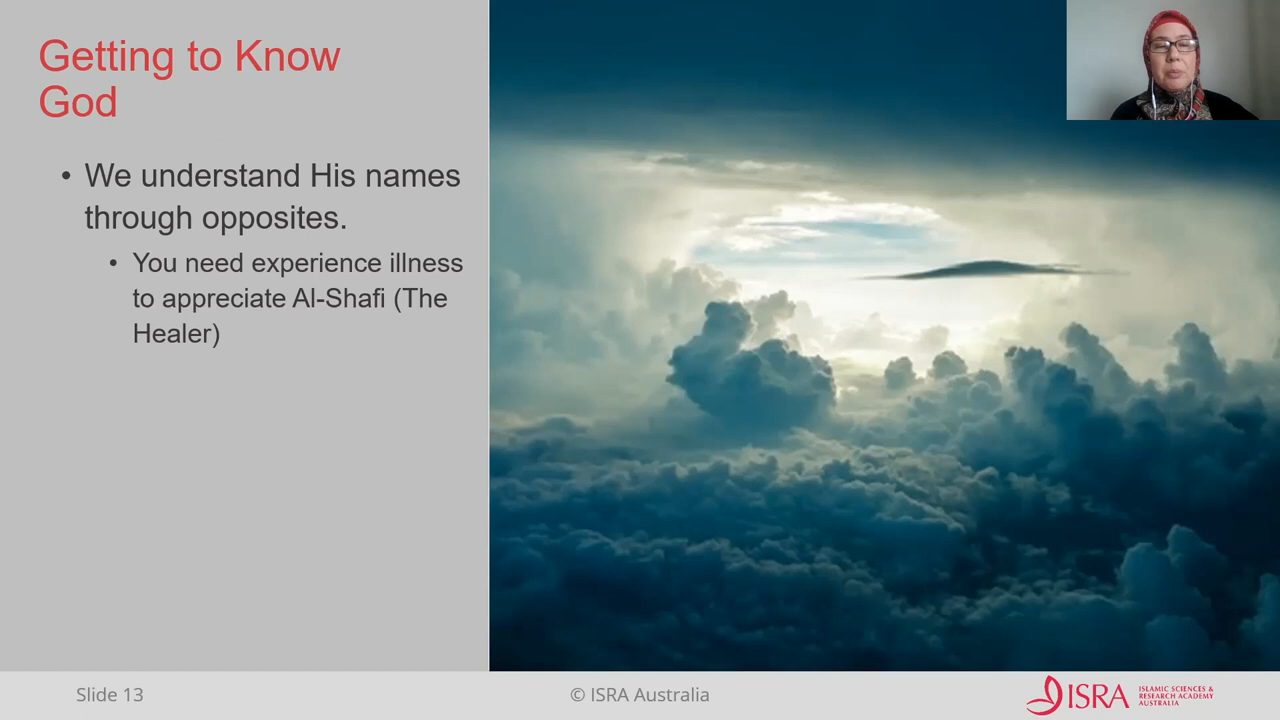 Getting to Know
God
• We understand His names
through opposites.
• You need experience illness
to appreciate Al-Shafi (The
Healer)
Slide 13
© ISRA Australia
ISRA
ISLAMIC SCIENCES &
RESEARCH ACADEMY
AUSTRALIA